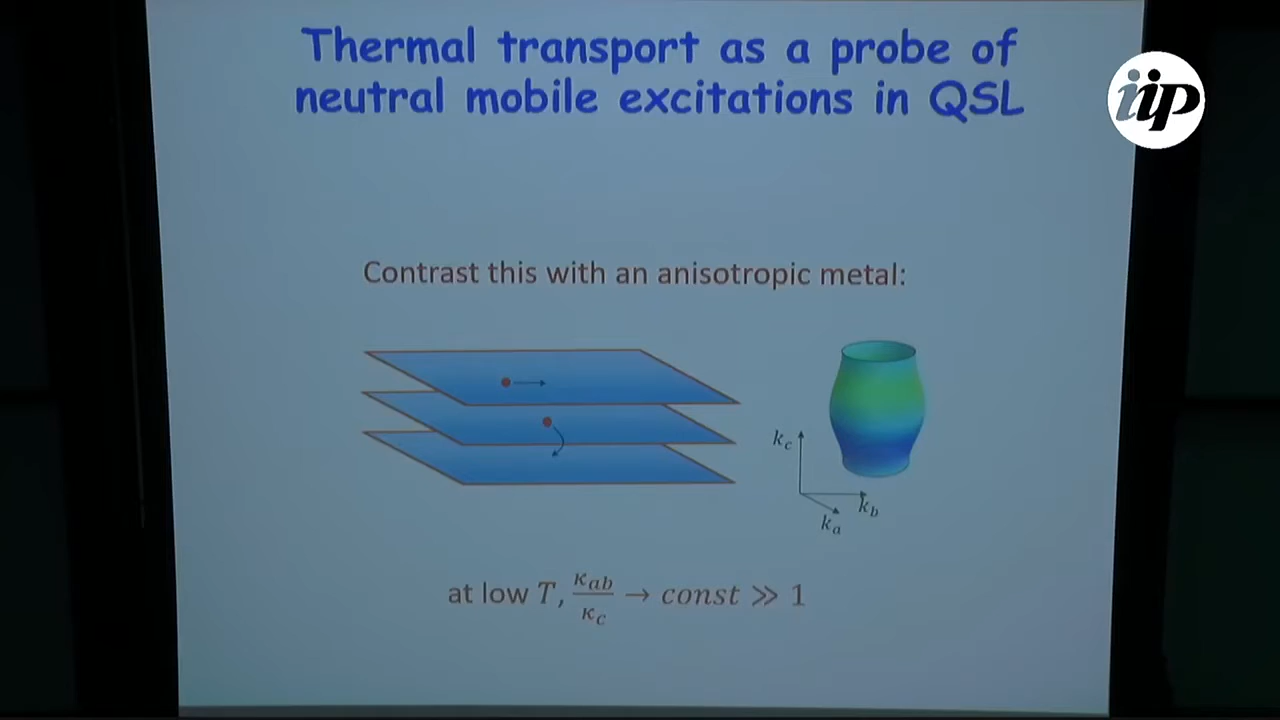 Thermal transport as a probe of
neutral mobile excitations in QSL
iip
Contrast this with an anisotropic metal:
k_c
k_b
k_a
at low T, κ_ab/κ_c → const ≫ 1